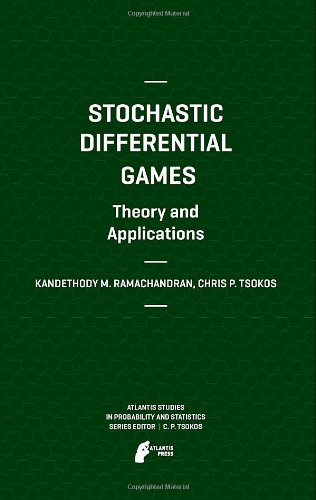 STOCHASTIC
DIFFERENTIAL
GAMES
Theory and
Applications
KANDETHODY M. RAMACHANDRAN, CHRIS P. TSOKOS
ATLANTIS STUDIES
IN PROBABILITY AND STATISTICS
SERIES EDITOR | C. P. TSOKOS
ATLANTIS
PRESS